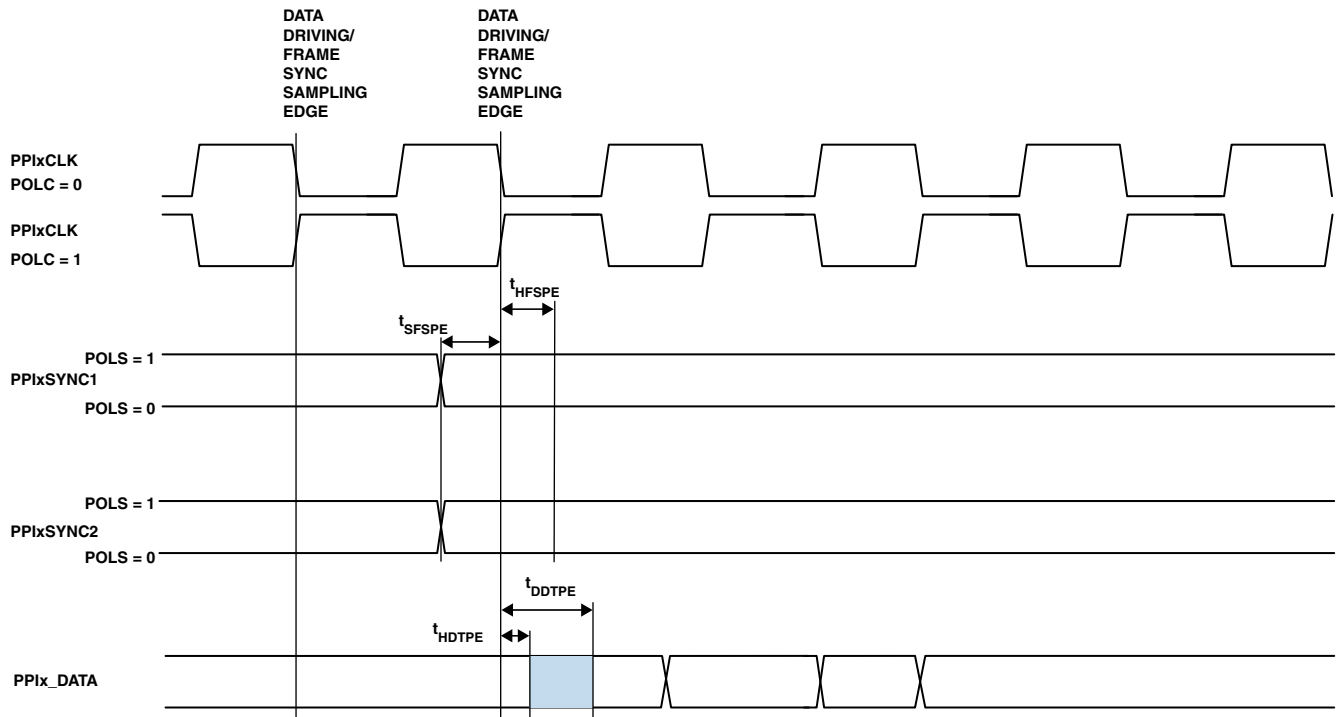 DATA
DRIVING/
FRAME
SYNC
SAMPLING
EDGE
DATA
DRIVING/
FRAME
SYNC
SAMPLING
EDGE
PPIxCLK
POLC = 0
PPIxCLK
POLC = 1
tHFSPE
tSFSPE
POLS = 1
PPIxSYNC1
POLS = 0
POLS = 1
PPIxSYNC2
POLS = 0
tDDTPE
tHDTPE
PPIx_DATA